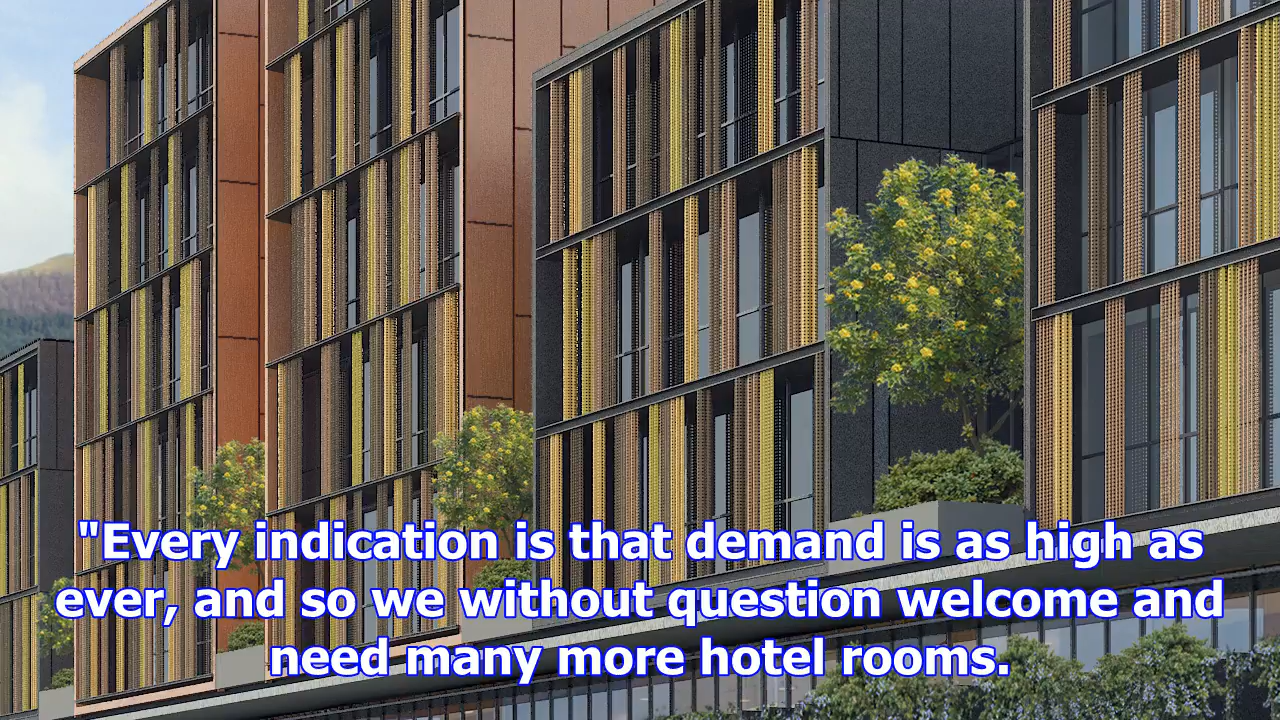 "Every indication is that demand is as high as
ever, and so we without question welcome and
need many more hotel rooms.